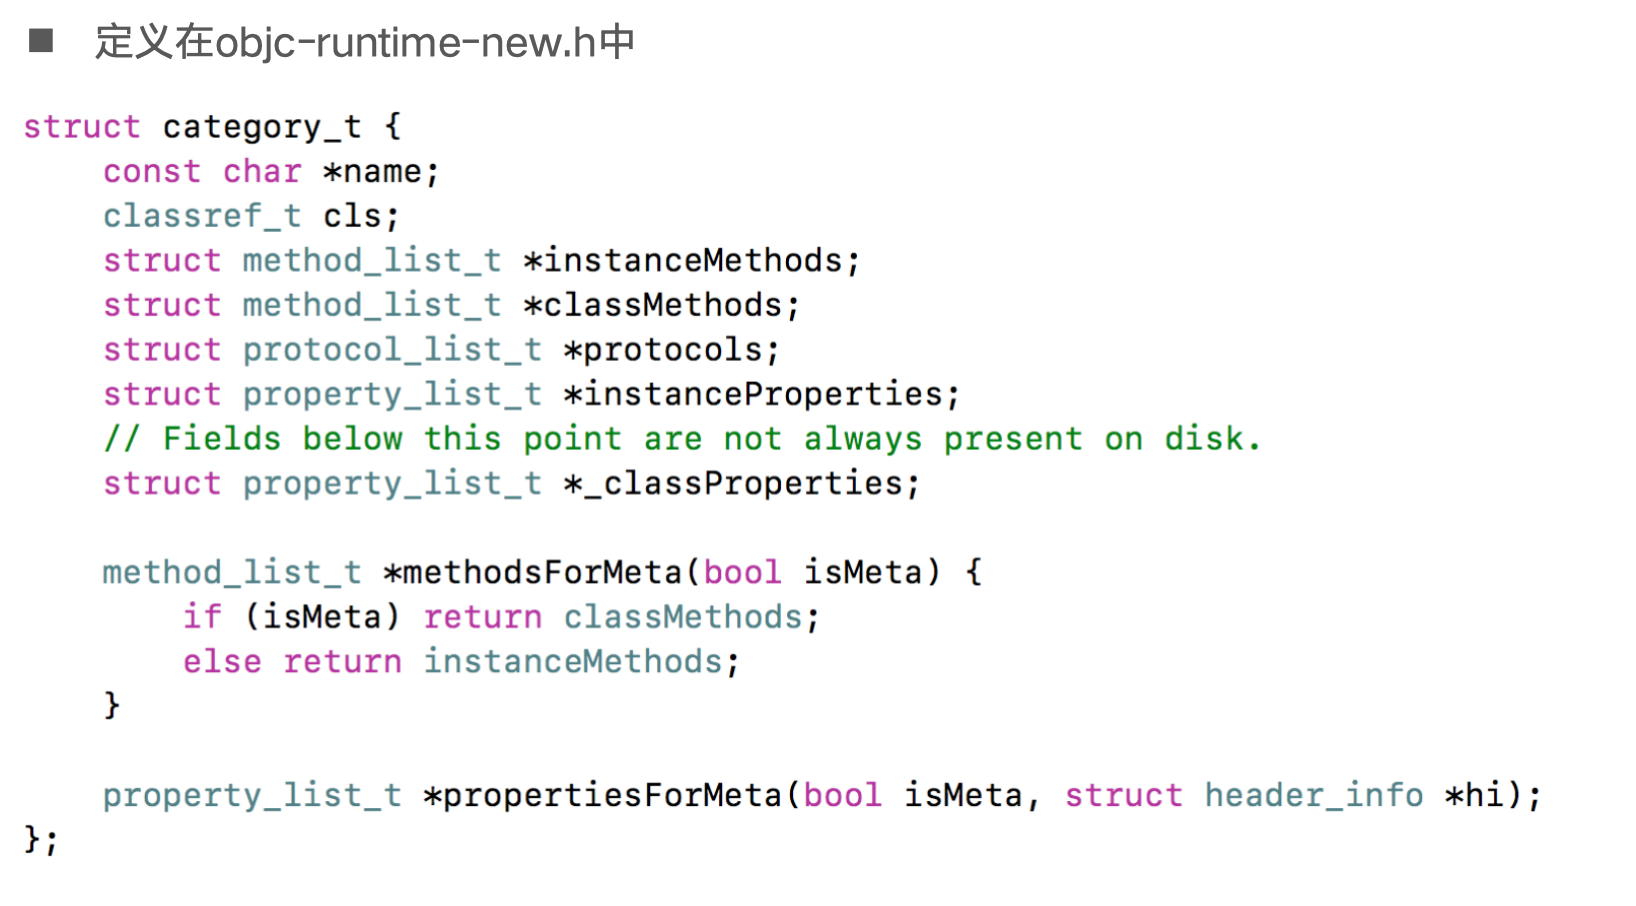 ■ 定义在objc-runtime-new.h中
struct category_t {
    const char *name;
    classref_t cls;
    struct method_list_t *instanceMethods;
    struct method_list_t *classMethods;
    struct protocol_list_t *protocols;
    struct property_list_t *instanceProperties;
    // Fields below this point are not always present on disk.
    struct property_list_t *_classProperties;

    method_list_t *methodsForMeta(bool isMeta) {
        if (isMeta) return classMethods;
        else return instanceMethods;
    }

    property_list_t *propertiesForMeta(bool isMeta, struct header_info *hi);
};